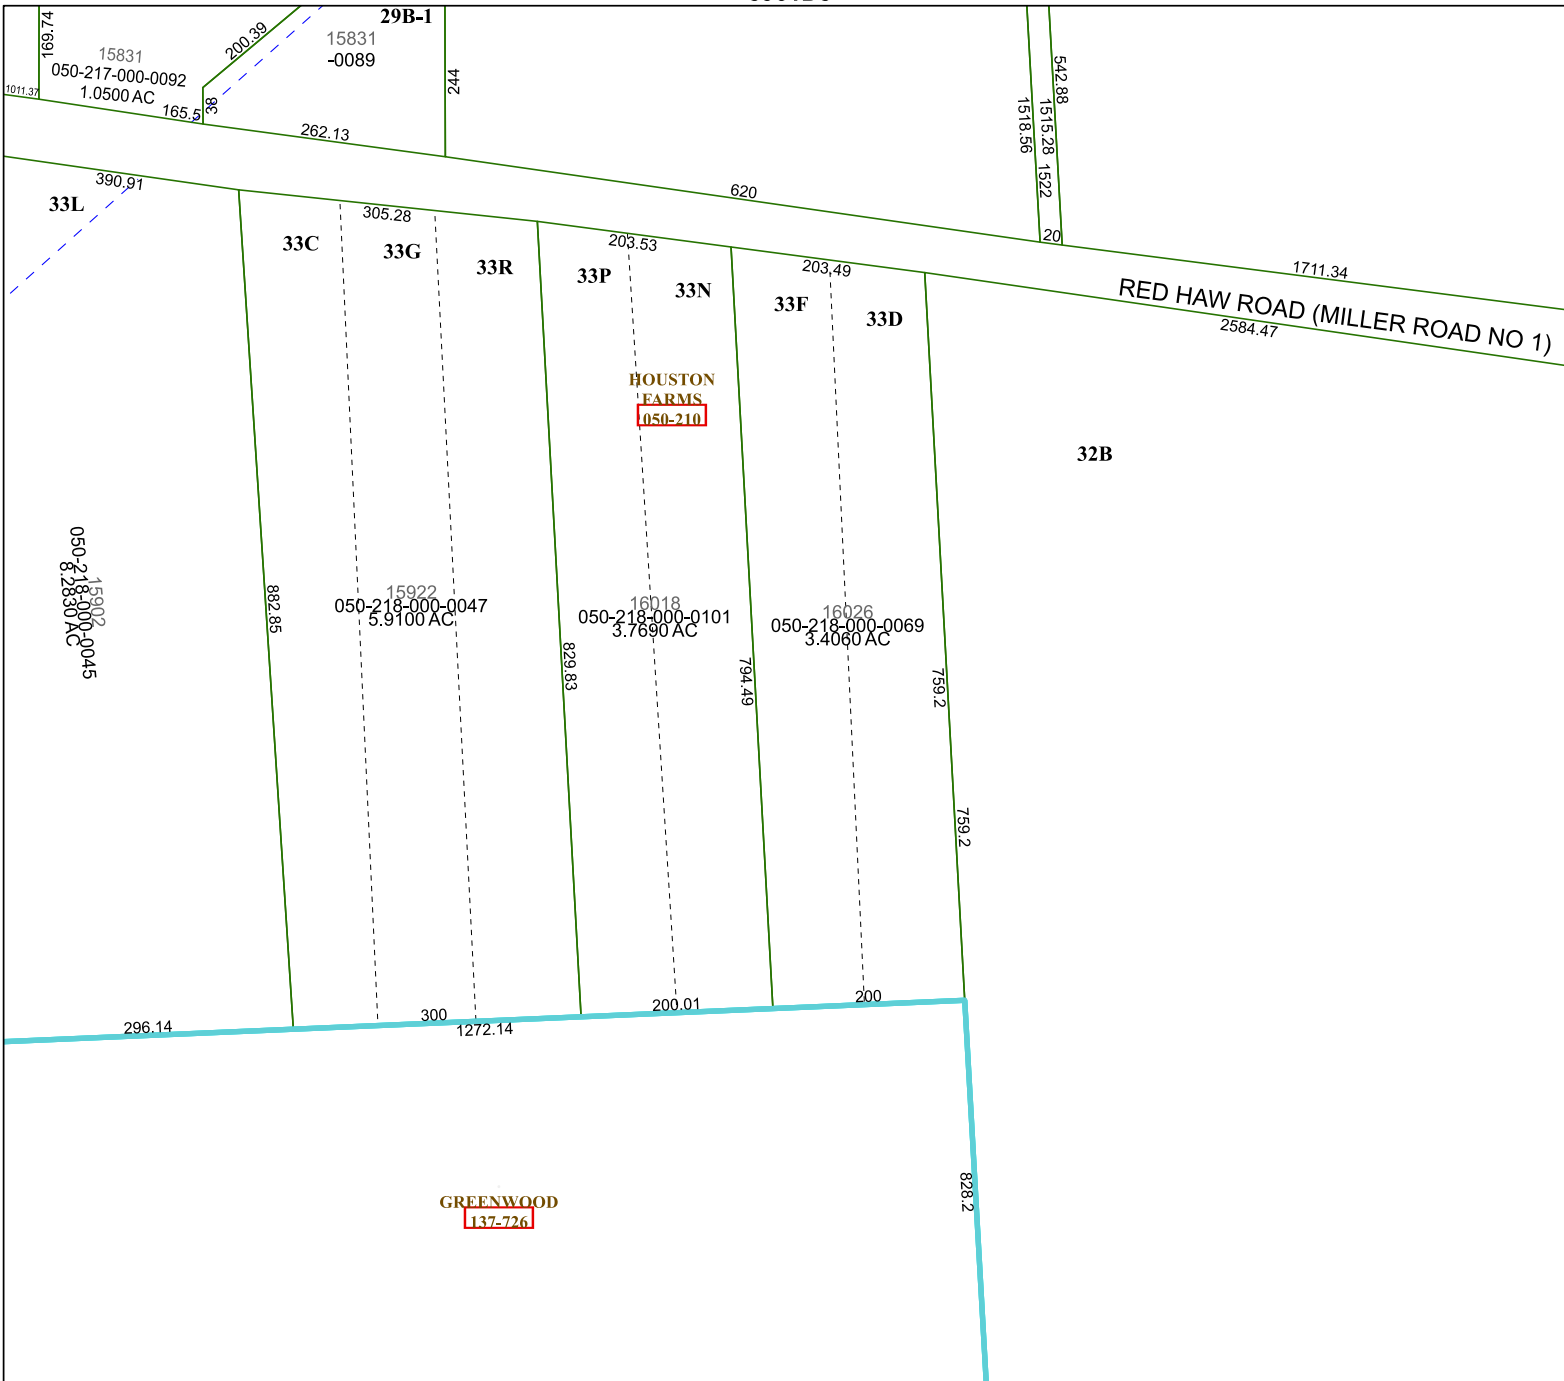 29B-1
169.74
15831
050-217-000-0092
1.0500 AC
200.39
15831
-0089
244
1011.37
165.5
38
262.13
542.88
1518.56
1515.28
1522
620
20
1711.34
RED HAW ROAD (MILLER ROAD NO 1)
2584.47
390.91
33L
305.28
33C
33G
33R
203.53
33P
33N
203.49
33F
33D
HOUSTON
FARMS
050-210
32B
15902
050-218-000-0045
8.2830 AC
882.85
15922
050-218-000-0047
5.9100 AC
829.83
16018
050-218-000-0101
3.7690 AC
794.49
16026
050-218-000-0069
3.4060 AC
759.2
759.2
296.14
300
1272.14
200.01
200
828.2
GREENWOOD
137-726